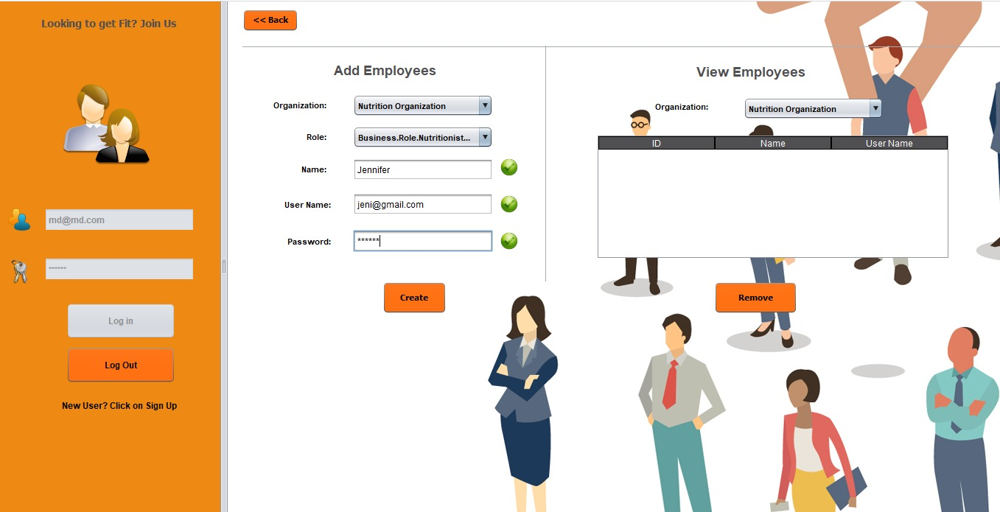 Looking to get Fit? Join Us
md@md.com
------
Log in
Log Out
New User? Click on Sign Up
<< Back
Add Employees
Organization: Nutrition Organization
Role: Business.Role.Nutritionist...
Name: Jennifer
User Name: jeni@gmail.com
Password: ******
Create
View Employees
Organization: Nutrition Organization
ID Name User Name
Remove